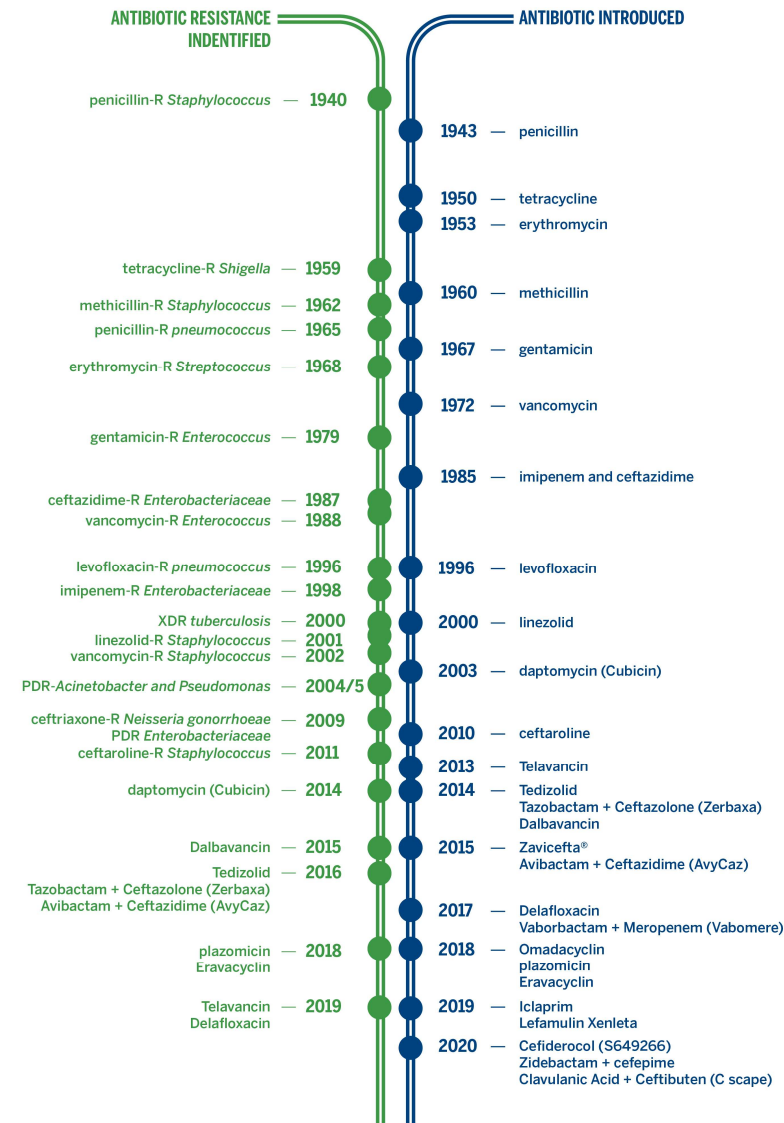 ANTIBIOTIC RESISTANCE
INDENTIFIED
penicillin-R Staphylococcus — 1940
tetracycline-R Shigella — 1959
methicillin-R Staphylococcus — 1962
penicillin-R pneumococcus — 1965
erythromycin-R Streptococcus — 1968
gentamicin-R Enterococcus — 1979
ceftazidime-R Enterobacteriaceae — 1987
vancomycin-R Enterococcus — 1988
levofloxacin-R pneumococcus — 1996
imipenem-R Enterobacteriaceae — 1998
XDR tuberculosis — 2000
linezolid-R Staphylococcus — 2001
vancomycin-R Staphylococcus — 2002
PDR-Acinetobacter and Pseudomonas — 2004/5
ceftriaxone-R Neisseria gonorrhoeae — 2009
PDR Enterobacteriaceae
ceftaroline-R Staphylococcus — 2011
daptomycin (Cubicin) — 2014
Dalbavancin — 2015
Tedizolid — 2016
Tazobactam + Ceftazolone (Zerbaxa)
Avibactam + Ceftazidime (AvyCaz)
plazomicin — 2018
Eravacyclin
Telavancin — 2019
Delafloxacin
ANTIBIOTIC INTRODUCED
1943 — penicillin
1950 — tetracycline
1953 — erythromycin
1960 — methicillin
1967 — gentamicin
1972 — vancomycin
1985 — imipenem and ceftazidime
1996 — levofloxacin
2000 — linezolid
2003 — daptomycin (Cubicin)
2010 — ceftaroline
2013 — Telavancin
2014 — Tedizolid
Tazobactam + Ceftazolone (Zerbaxa)
Dalbavancin
2015 — Zavicefta®
Avibactam + Ceftazidime (AvyCaz)
2017 — Delafloxacin
Vaborbactam + Meropenem (Vabomere)
2018 — Omadacyclin
plazomicin
Eravacyclin
2019 — Iclaprim
Lefamulin Xenleta
2020 — Cefiderocol (S649266)
Zidebactam + cefepime
Clavulanic Acid + Ceftibuten (C scape)